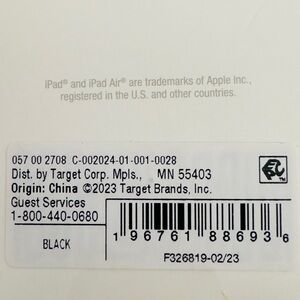 iPad® and iPad Air® are trademarks of Apple Inc.,
registered in the U.S. and other countries.
057 00 2708 C-002024-01-001-0028
Dist. by Target Corp. Mpls., MN 55403
Origin: China ©2023 Target Brands, Inc.
Guest Services
1-800-440-0680
BLACK
1 96761 88693 6
F326819-02/23